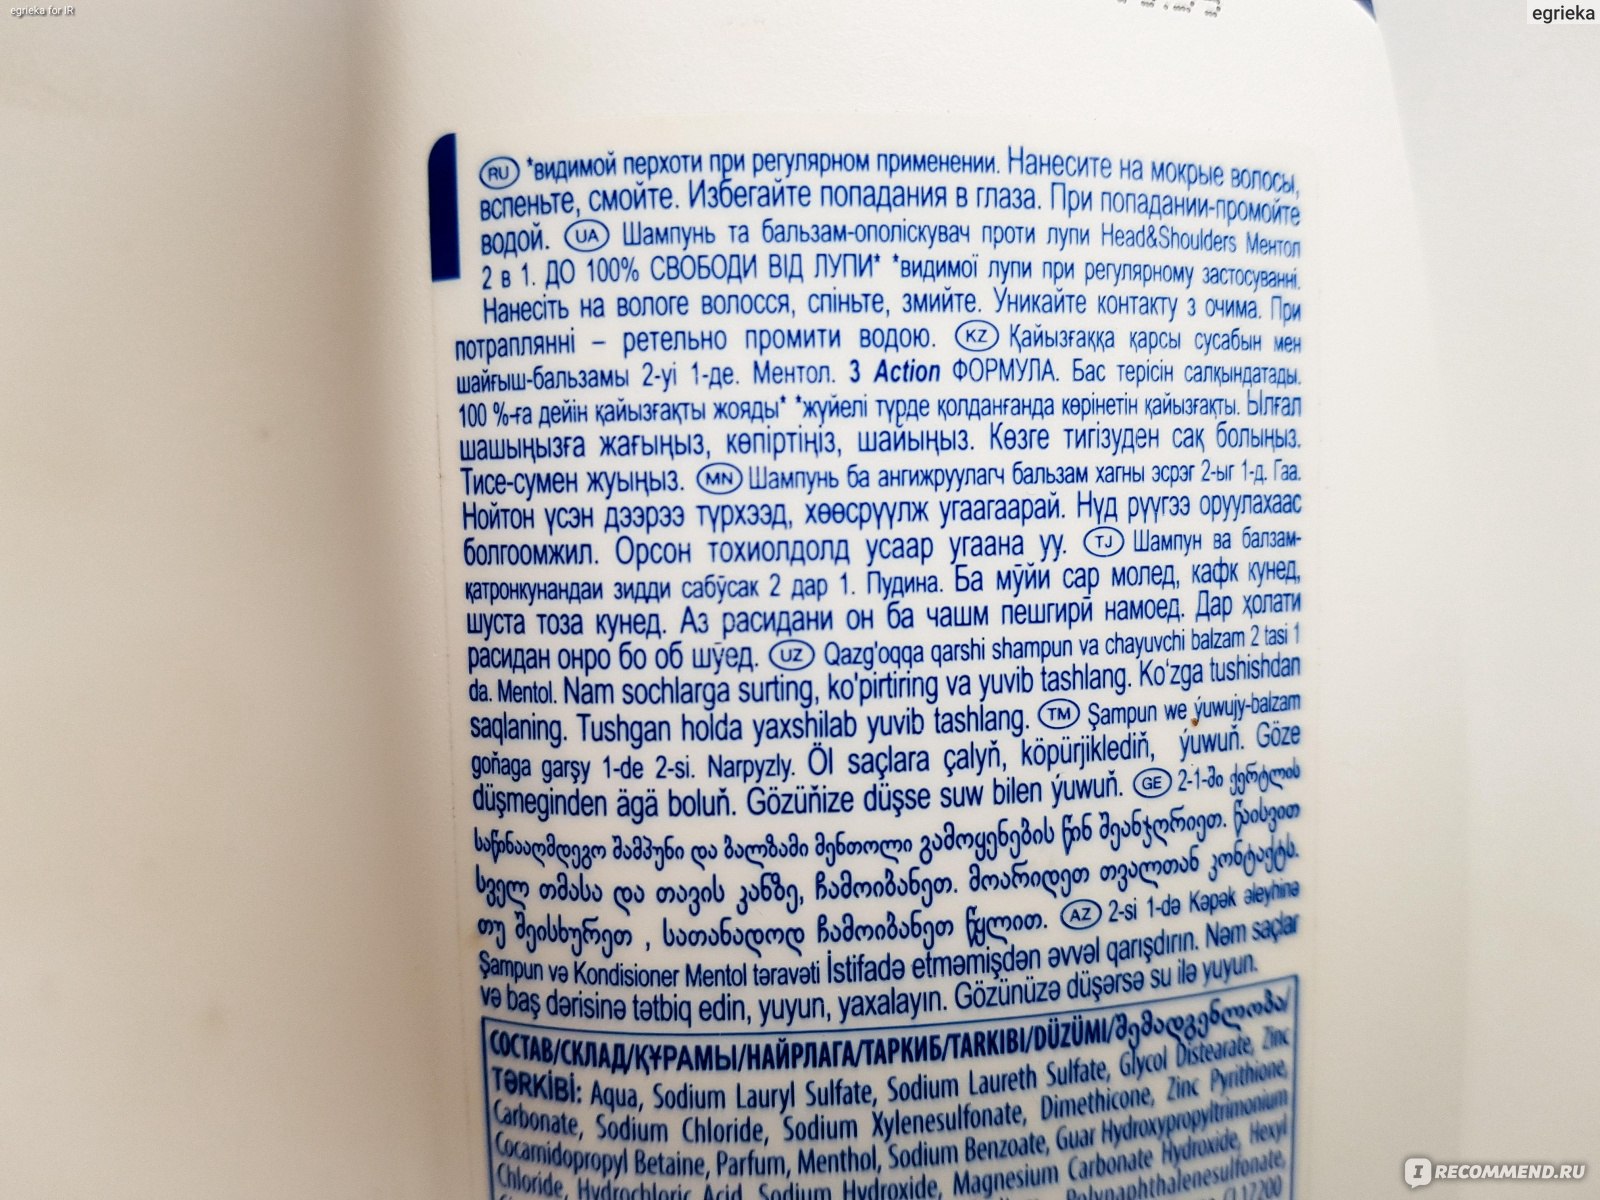 egrieka for IR
egrieka
RU *видимой перхоти при регулярном применении. Нанесите на мокрые волосы,
вспеньте, смойте. Избегайте попадания в глаза. При попадании-промойте
водой. UA Шампунь та бальзам-ополіскувач проти лупи Head&Shoulders Ментол
2 в 1. ДО 100% СВОБОДИ ВІД ЛУПИ* *видимої лупи при регулярному застосуванні.
Нанесіть на вологе волосся, спіньте, змийте. Уникайте контакту з очима. При
потраплянні – ретельно промити водою. KZ Қайызғаққа қарсы сусабын мен
шайғыш-бальзамы 2-уі 1-де. Ментол. 3 Action ФОРМУЛА. Бас терісін салқындатады.
100 %-ға дейін қайызғақты жояды* *жүйелі түрде қолданғанда көрінетін қайызғақты. Ылғал
шашыңызға жағыңыз, көпіртіңіз, шайыңыз. Көзге тигізуден сақ болыңыз.
Тисе-сумен жуыңыз. MN Шампунь ба ангижруулагч бальзам хагны эсрэг 2-ыг 1-д. Гаа.
Нойтон үсэн дээрээ түрхээд, хөөсрүүлж угаагаарай. Нүд рүүгээ оруулахаас
болгоомжил. Орсон тохиолдолд усаар угаана уу. TJ Шампун ва балзам-
қатронкунандаи зидди сабӯсак 2 дар 1. Пудина. Ба мӯйи сар молед, кафк кунед,
шуста тоза кунед. Аз расидани он ба чашм пешгирӣ намоед. Дар ҳолати
расидан онро бо об шӯед. UZ Qazg'oqqa qarshi shampun va chayuvchi balzam 2 tasi 1
da. Mentol. Nam sochlarga surting, ko'pirtiring va yuvib tashlang. Ko'zga tushishdan
saqlaning. Tushgan holda yaxshilab yuvib tashlang. TM Şampun we ýuwujy-balzam
goňaga garşy 1-de 2-si. Narpyzly. Öl saçlara çalyň, köpürjiklediň, ýuwuň. Göze
düşmeginden ägä boluň. Gözüňize düşse suw bilen ýuwuň. GE 2-1-ში ქერტლის
საწინააღმდეგო შამპუნი და ბალზამი მენთოლი გამოყენების წინ შეანჯღრიეთ. წაისვით
სველ თმასა და თავის კანზე, ჩამოიბანეთ. მოარიდეთ თვალთან კონტაქტს.
თუ შეისხურეთ , სათანადოდ ჩამოიბანეთ წყლით. AZ 2-si 1-də Kəpək əleyhinə
Şampun və Kondisioner Mentol təravəti İstifadə etməmişdən əvvəl qarışdırın. Nəm saçlar
və baş dərisinə tətbiq edin, yuyun, yaxalayın. Gözünüzə düşərsə su ilə yuyun.
СОСТАВ/СКЛАД/ҚҰРАМЫ/НАЙРЛАГА/ТАРКИБ/TARKIBI/DÜZÜMI/შემადგენლობა/
TƏRKİBİ: Aqua, Sodium Lauryl Sulfate, Sodium Laureth Sulfate, Glycol Distearate, Zinc
Carbonate, Sodium Chloride, Sodium Xylenesulfonate, Dimethicone, Zinc Pyrithione,
Cocamidopropyl Betaine, Parfum, Menthol, Sodium Benzoate, Guar Hydroxypropyltrimonium
Chloride, Hydrochloric Acid, Sodium Hydroxide, Magnesium Carbonate Hydroxide, Hexyl
Polynaphthalenesulfonate,
CI 17200
IRECOMMEND.RU